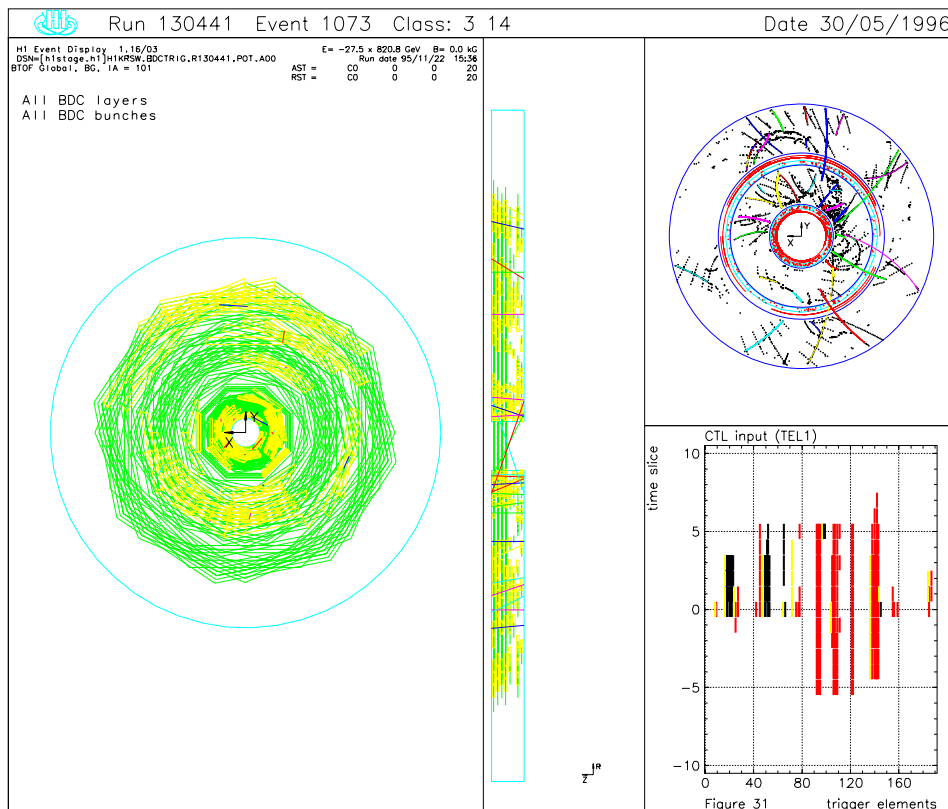 H1 Run 130441 Event 1073 Class: 3 14 Date 30/05/1996
H1 Event Display 1.16/03
DSN=[h1stage.h1]H1KRSW.BDCTRIG.R130441.POT.A00
BTOF Global, BG, IA = 101
E= -27.5 x 820.8 GeV B= 0.0 kG
Run date 95/11/22 15:36
AST = C0 0 0 20
RST = C0 0 0 20
All BDC layers
All BDC bunches
Y
X
R
Z
Y
X
CTL input (TEL1)
time slice
10
5
0
-5
-10
0 40 80 120 160
Figure 31 trigger elements